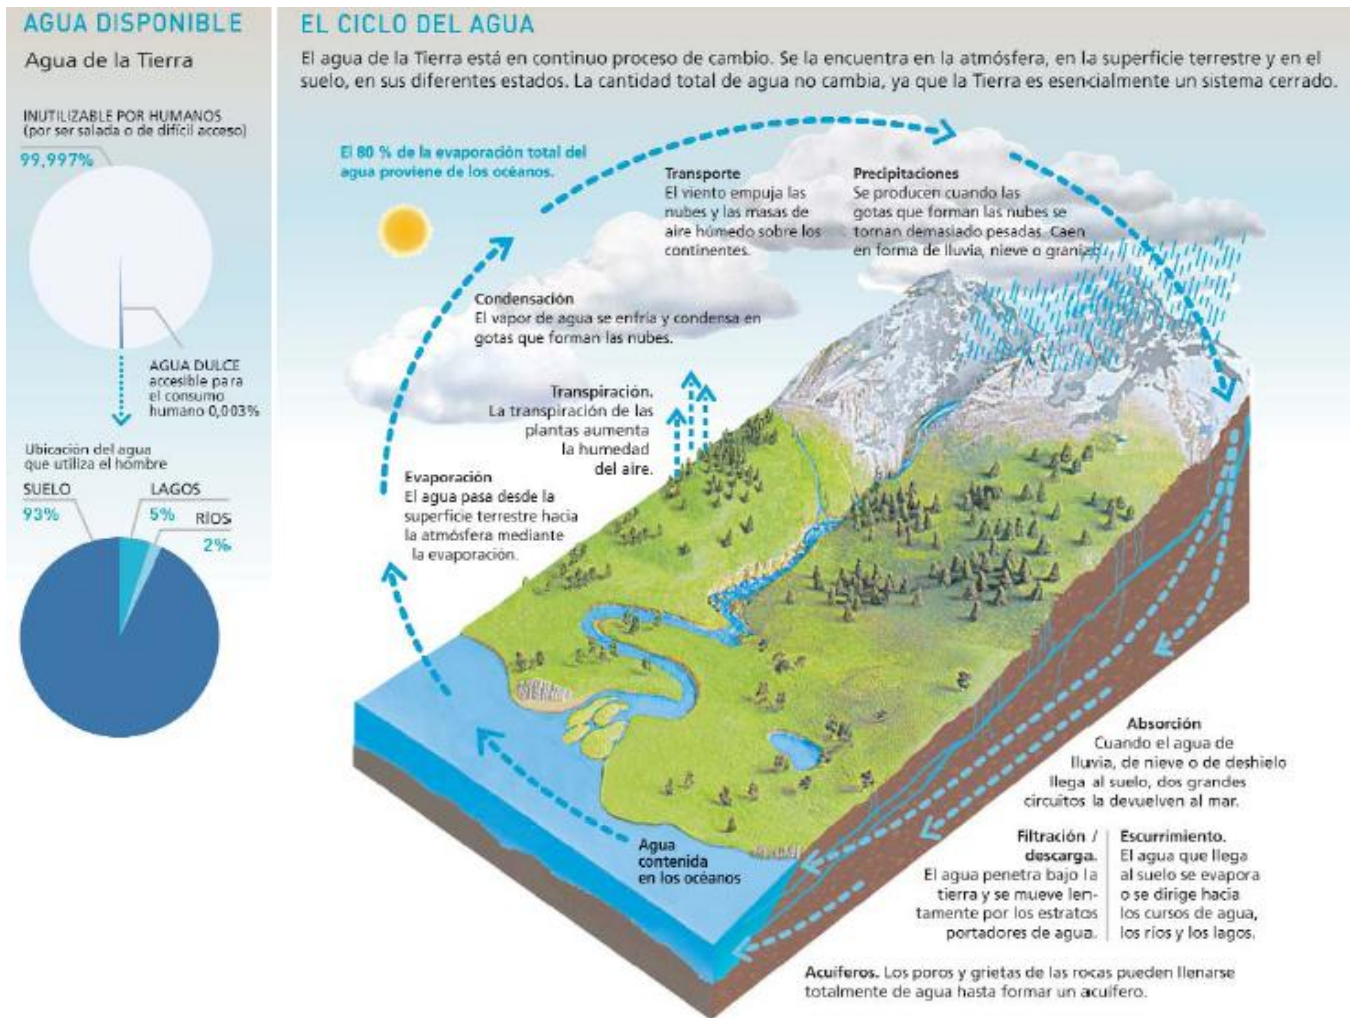 AGUA DISPONIBLE
Agua de la Tierra
INUTILIZABLE POR HUMANOS
(por ser salada o de difícil acceso)
99,997%
AGUA DULCE
accesible para
el consumo
humano 0,003%
Ubicación del agua
que utiliza el hombre
SUELO
93%
LAGOS
5%
RÍOS
2%
EL CICLO DEL AGUA
El agua de la Tierra está en continuo proceso de cambio. Se la encuentra en la atmósfera, en la superficie terrestre y en el
suelo, en sus diferentes estados. La cantidad total de agua no cambia, ya que la Tierra es esencialmente un sistema cerrado.
El 80 % de la evaporación total del
agua proviene de los océanos.
Transporte
El viento empuja las
nubes y las masas de
aire húmedo sobre los
continentes.
Precipitaciones
Se producen cuando las
gotas que forman las nubes se
tornan demasiado pesadas. Caen
en forma de lluvia, nieve o granizo
Condensación
El vapor de agua se enfría y condensa en
gotas que forman las nubes.
Transpiración.
La transpiración de las
plantas aumenta
la humedad
del aire.
Evaporación
El agua pasa desde la
superficie terrestre hacia
la atmósfera mediante
la evaporación.
Agua
contenida
en los océanos
Absorción
Cuando el agua de
lluvia, de nieve o de deshielo
llega al suelo, dos grandes
circuitos la devuelven al mar.
Filtración /
descarga.
El agua penetra bajo la
tierra y se mueve len-
tamente por los estratos
portadores de agua.
Escurrimiento.
El agua que llega
al suelo se evapora
o se dirige hacia
los cursos de agua,
los ríos y los lagos.
Acuíferos. Los poros y grietas de las rocas pueden llenarse
totalmente de agua hasta formar un acuífero.